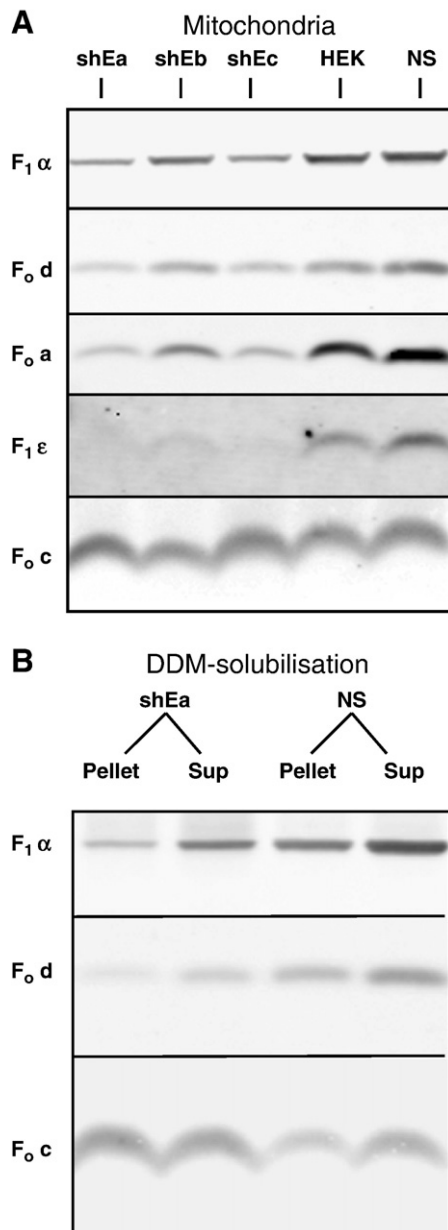 A Mitochondria
shEa shEb shEc HEK NS
F1 α
Fo d
Fo a
F1 ε
Fo c
B DDM-solubilisation
shEa NS
Pellet Sup Pellet Sup
F1 α
Fo d
Fo c